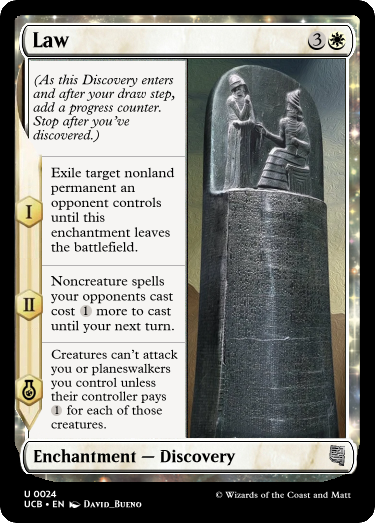 Law 3
(As this Discovery enters
and after your draw step,
add a progress counter.
Stop after you've
discovered.)
I
Exile target nonland
permanent an
opponent controls
until this
enchantment leaves
the battlefield.
II
Noncreature spells
your opponents cast
cost 1 more to cast
until your next turn.
Creatures can't attack
you or planeswalkers
you control unless
their controller pays
1 for each of those
creatures.
Enchantment — Discovery
U 0024
UCB • EN David_Bueno
© Wizards of the Coast and Matt